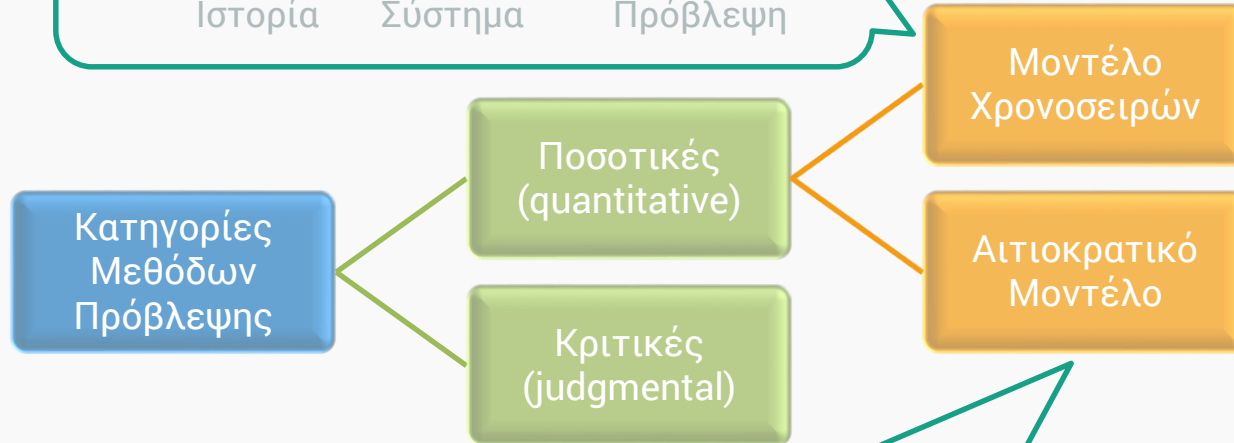 Ιστορία Σύστημα Πρόβλεψη
Μοντέλο
Χρονοσειρών
Ποσοτικές
(quantitative)
Κατηγορίες
Μεθόδων
Πρόβλεψης
Αιτιοκρατικό
Μοντέλο
Κριτικές
(judgmental)